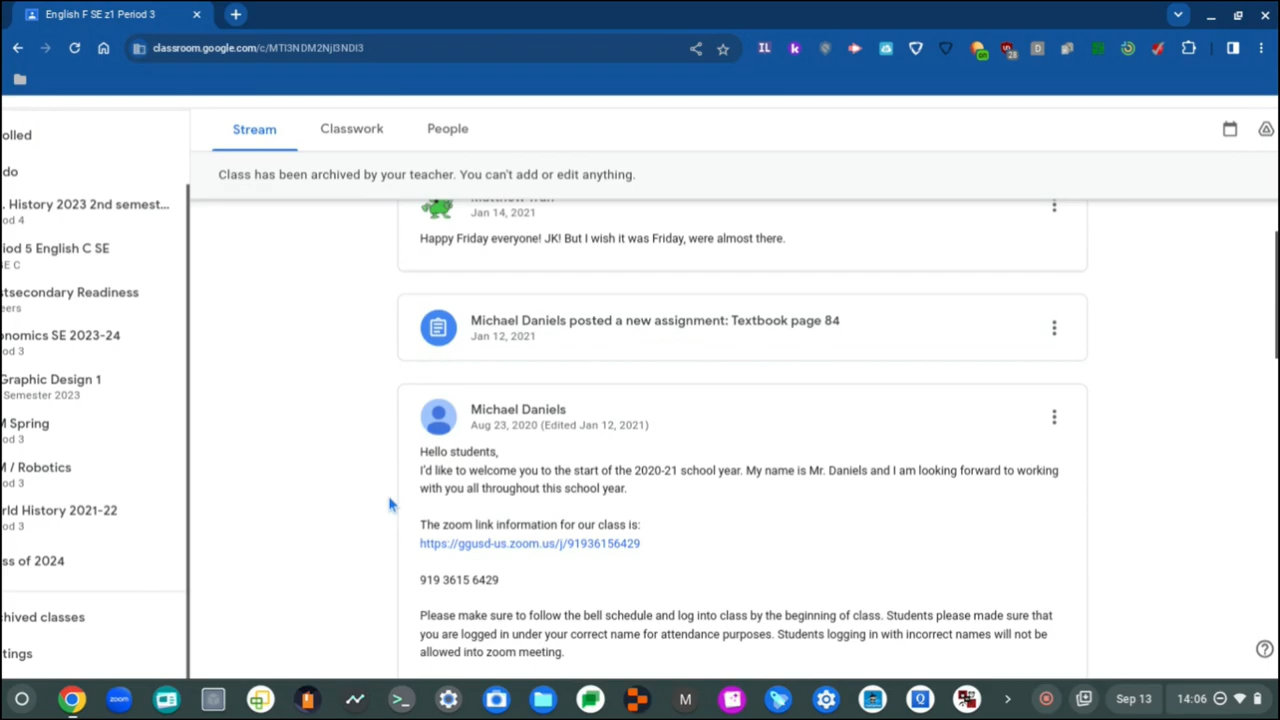 English F SE z1 Period 3
classroom.google.com/c/MTI3NDM2NjI3NDI3
olled
Stream
Classwork
People
do
Class has been archived by your teacher. You can't add or edit anything.
. History 2023 2nd semest...
od 4
iod 5 English C SE
SE C
stsecondary Readiness
eers
onomics SE 2023-24
od 3
Graphic Design 1
Semester 2023
M Spring
od 3
M / Robotics
od 3
rld History 2021-22
od 3
ss of 2024
chived classes
tings
Jan 14, 2021
Happy Friday everyone! JK! But I wish it was Friday, were almost there.
Michael Daniels posted a new assignment: Textbook page 84
Jan 12, 2021
Michael Daniels
Aug 23, 2020 (Edited Jan 12, 2021)
Hello students,
I'd like to welcome you to the start of the 2020-21 school year. My name is Mr. Daniels and I am looking forward to working
with you all throughout this school year.
The zoom link information for our class is:
https://ggusd-us.zoom.us/j/91936156429
919 3615 6429
Please make sure to follow the bell schedule and log into class by the beginning of class. Students please made sure that
you are logged in under your correct name for attendance purposes. Students logging in with incorrect names will not be
allowed into zoom meeting.
zoom
M
Q
Sep 13
14:06